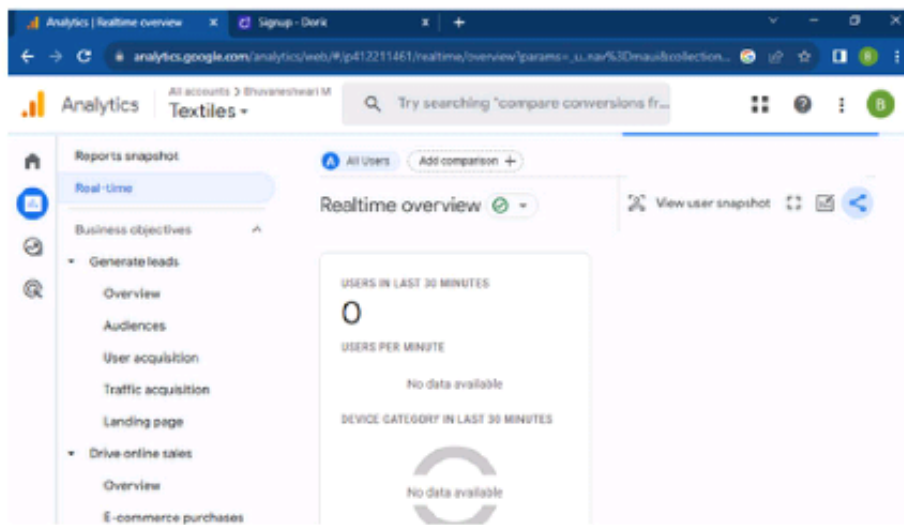 Analytics | Realtime overview
Signup - Dorik
analytics.google.com/analytics/web/#/p412211461/realtime/overview?params=_u..nav%3Dmaui&collection...
B
Analytics
All accounts > Bhuvaneshwari M
Textiles
Try searching "compare conversions fr...
B
Reports snapshot
Real-time
Business objectives
Generate leads
Overview
Audiences
User acquisition
Traffic acquisition
Landing page
Drive online sales
Overview
E-commerce purchases
A All Users
Add comparison +
Realtime overview
View user snapshot
USERS IN LAST 30 MINUTES
0
USERS PER MINUTE
No data available
DEVICE CATEGORY IN LAST 30 MINUTES
No data available